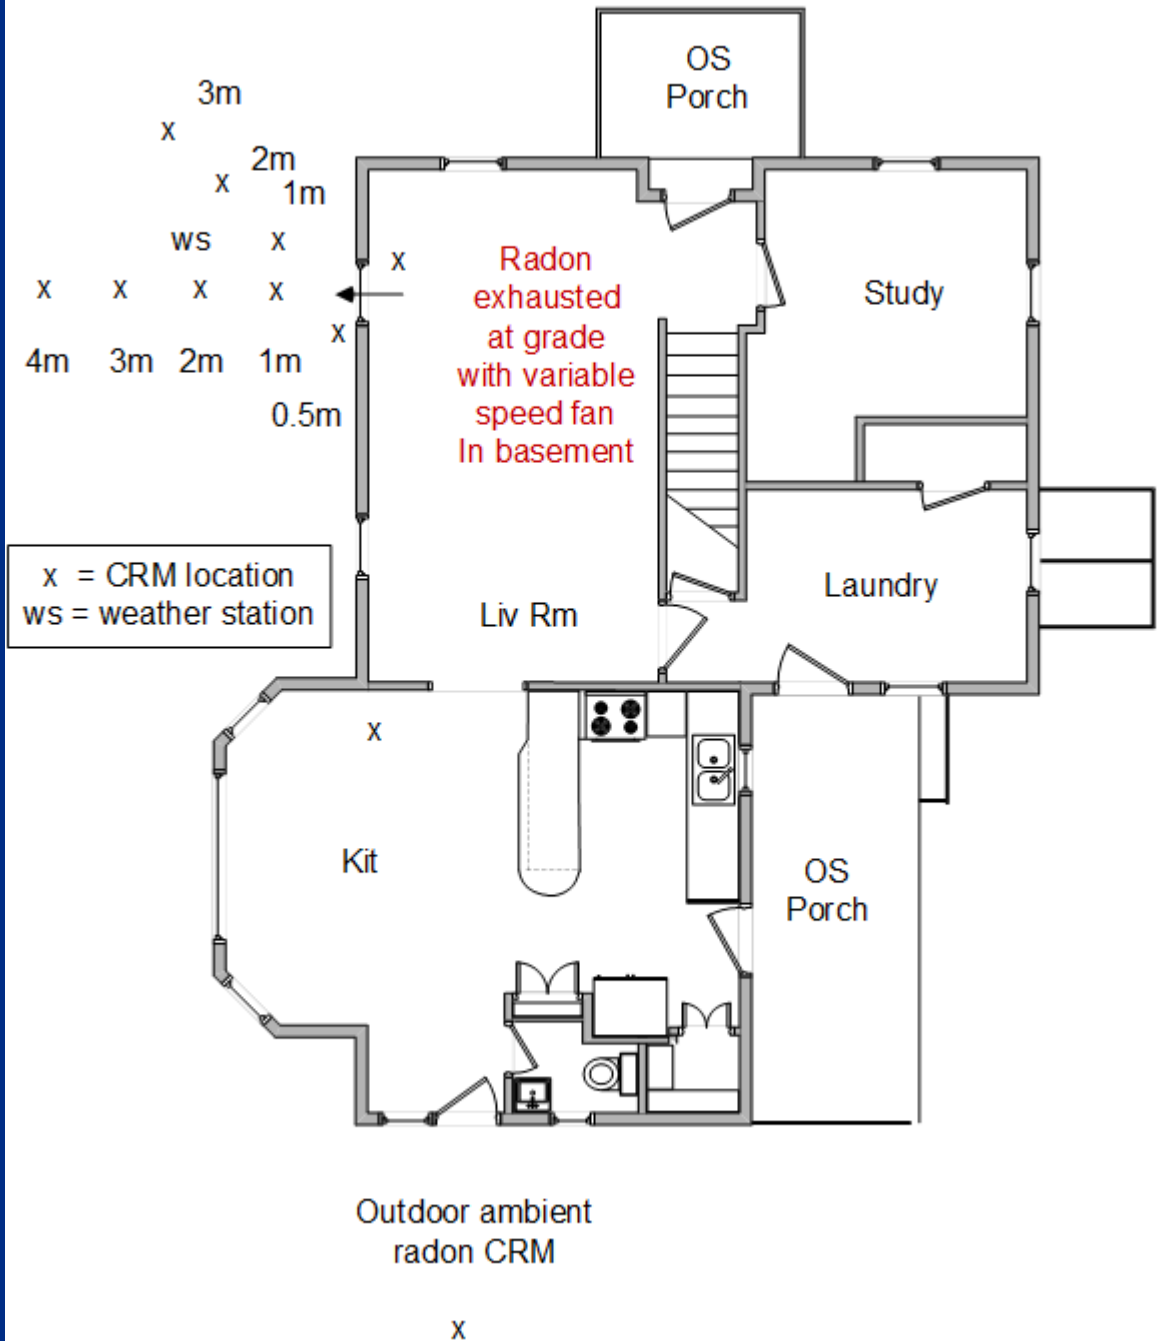 OS
Porch
3m
x
2m
x
1m
ws
x
x
Radon
exhausted
at grade
with variable
speed fan
In basement
Study
x
x
x
x
x
4m
3m
2m
1m
0.5m
x = CRM location
ws = weather station
Liv Rm
Laundry
x
Kit
OS
Porch
Outdoor ambient
radon CRM
x